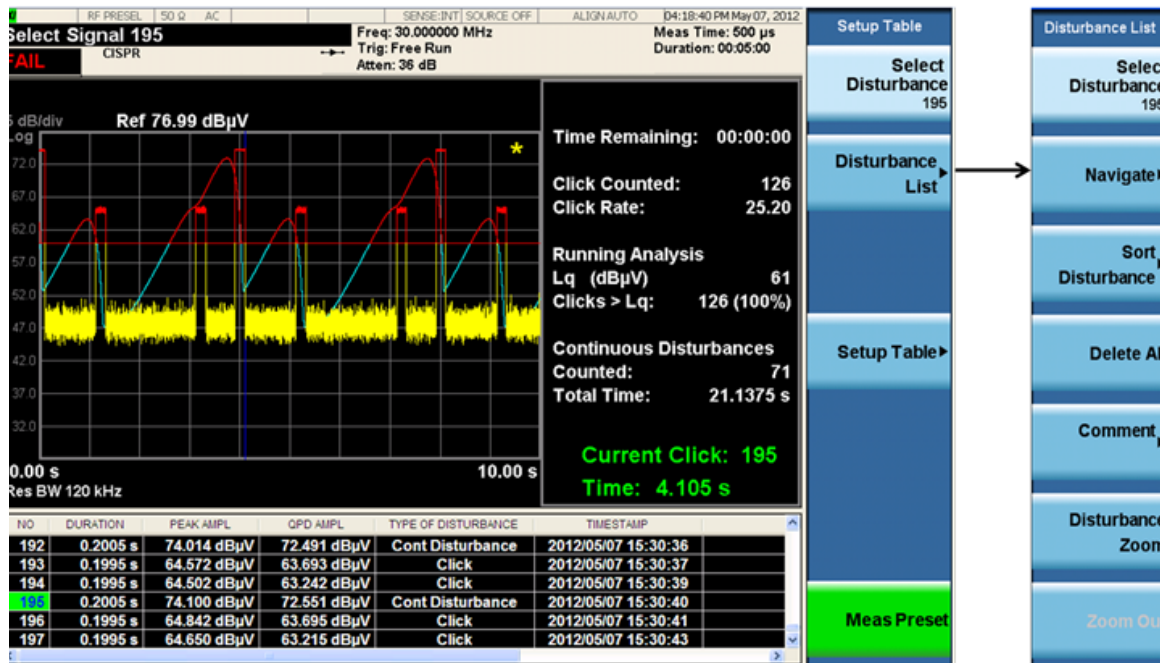 RF PRESEL 50 Ω AC SENSE:INT SOURCE OFF ALIGN AUTO 04:18:40 PM May 07, 2012
Select Signal 195
FAIL
CISPR
Freq: 30.000000 MHz
Trig: Free Run
Atten: 36 dB
Meas Time: 500 µs
Duration: 00:05:00
5 dB/div Ref 76.99 dBµV
Log
72.0
67.0
62.0
57.0
52.0
47.0
42.0
37.0
32.0
0.00 s 10.00 s
Res BW 120 kHz
*
Time Remaining: 00:00:00
Click Counted: 126
Click Rate: 25.20
Running Analysis
Lq (dBµV) 61
Clicks > Lq: 126 (100%)
Continuous Disturbances
Counted: 71
Total Time: 21.1375 s
Current Click: 195
Time: 4.105 s
NO DURATION PEAK AMPL QPD AMPL TYPE OF DISTURBANCE TIMESTAMP
192 0.2005 s 74.014 dBµV 72.491 dBµV Cont Disturbance 2012/05/07 15:30:36
193 0.1995 s 64.572 dBµV 63.693 dBµV Click 2012/05/07 15:30:37
194 0.1995 s 64.502 dBµV 63.242 dBµV Click 2012/05/07 15:30:39
195 0.2005 s 74.100 dBµV 72.551 dBµV Cont Disturbance 2012/05/07 15:30:40
196 0.1995 s 64.842 dBµV 63.695 dBµV Click 2012/05/07 15:30:41
197 0.1995 s 64.650 dBµV 63.215 dBµV Click 2012/05/07 15:30:43
Setup Table
Select
Disturbance
195
Disturbance
List
Setup Table
Meas Preset
Disturbance List
Selec
Disturbance
195
Navigate
Sort
Disturbance
Delete Al
Comment
Disturbance
Zoom
Zoom Ou